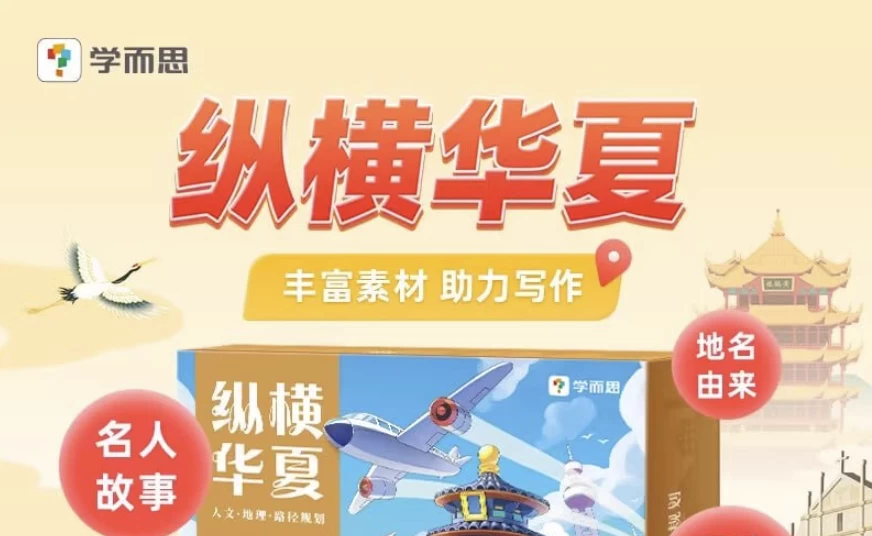 学而思
纵横华夏
丰富素材 助力写作
地名
由来
学而思
名人
故事
纵横
华夏
人文·地理·路径规划